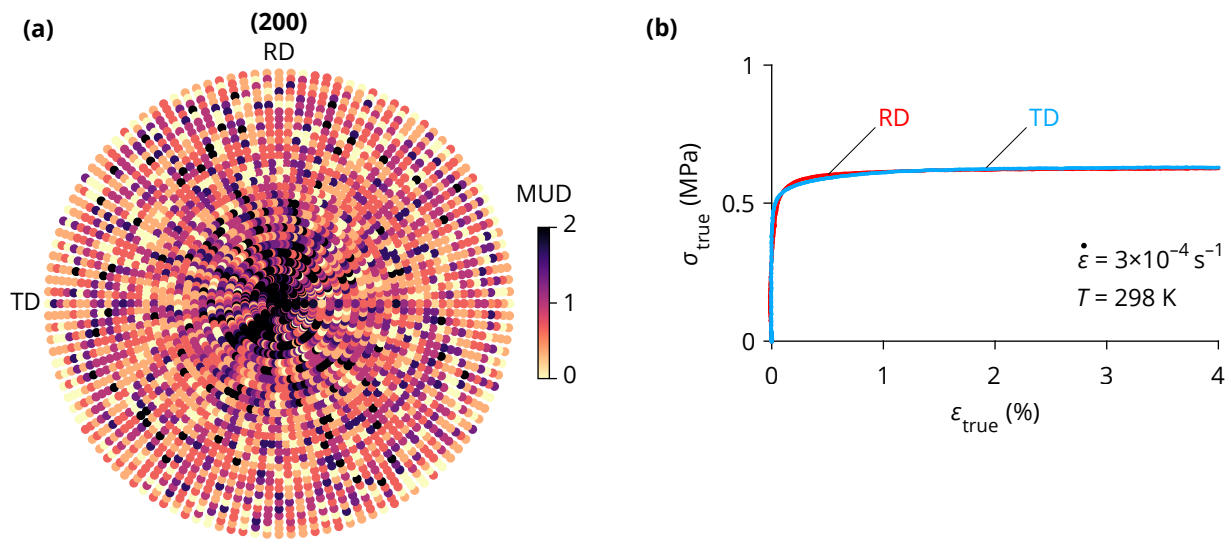 (a)
(200)
RD
TD
MUD
2
1
0
(b)
1
0.5
0
σtrue (MPa)
RD
TD
ε̇ = 3×10⁻⁴ s⁻¹
T = 298 K
0 1 2 3 4
εtrue (%)